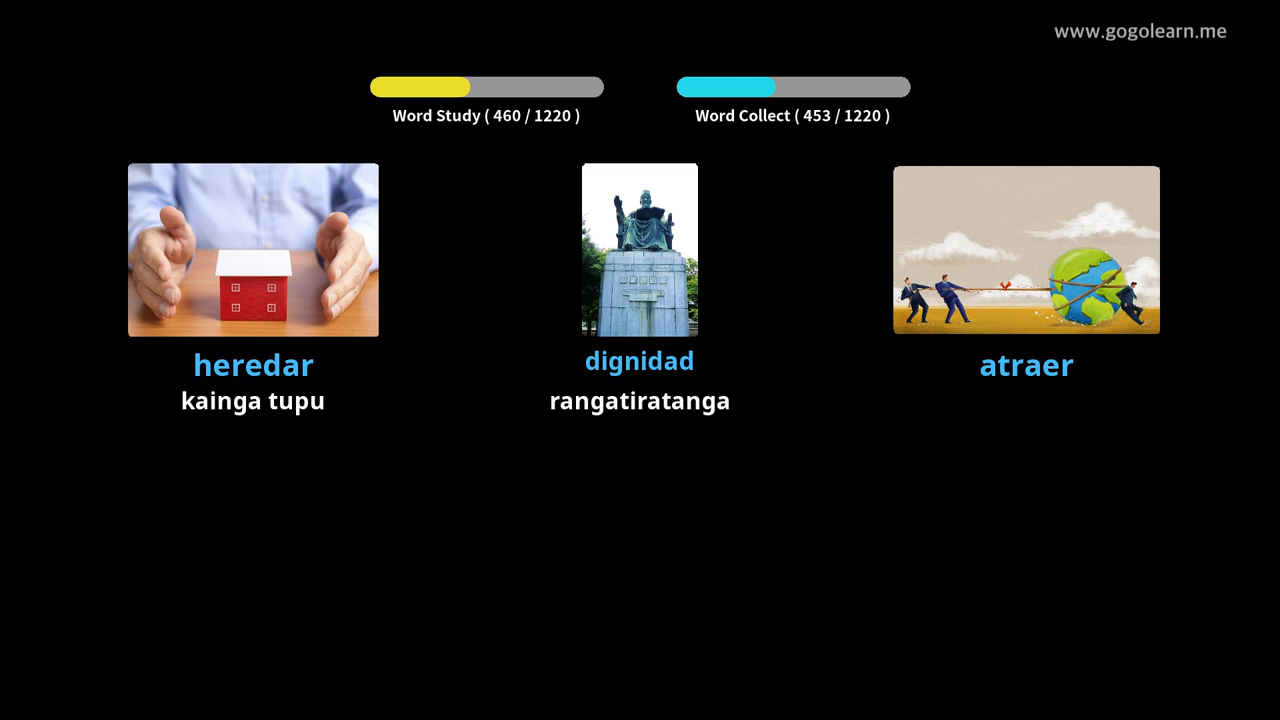 www.gogolearn.me
Word Study ( 460 / 1220 )
Word Collect ( 453 / 1220 )
heredar
dignidad
atraer
kainga tupu
rangatiratanga